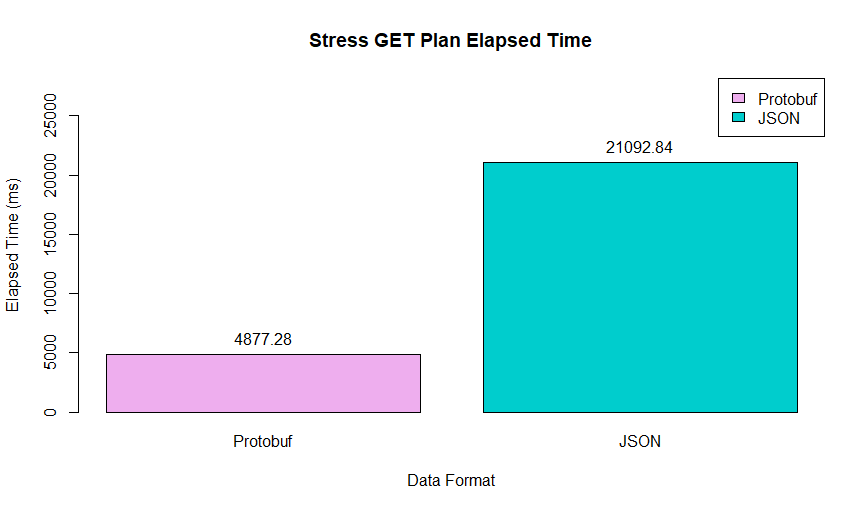 Stress GET Plan Elapsed Time
Protobuf
JSON
Elapsed Time (ms)
25000
20000
15000
10000
5000
0
4877.28
21092.84
Protobuf
JSON
Data Format